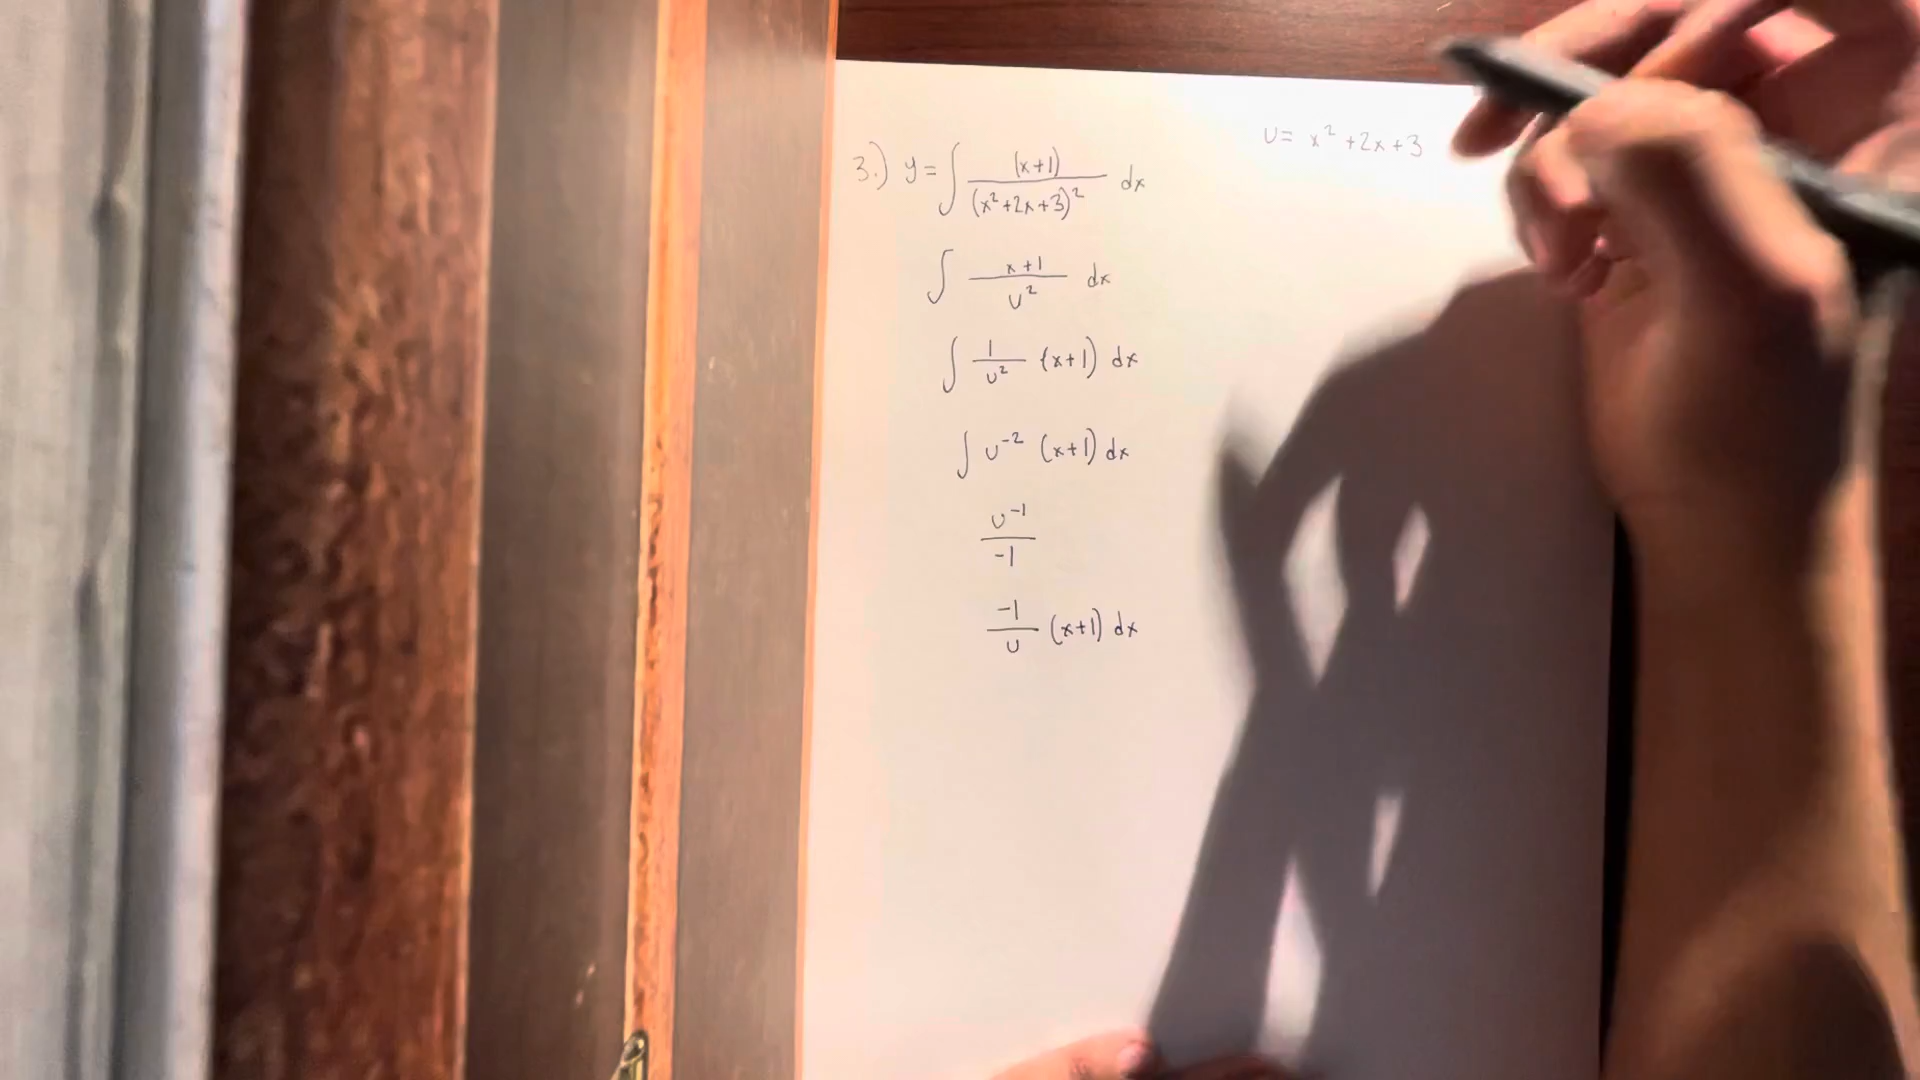 3.) y = ∫ (x+1) / (x² + 2x + 3)² dx
u = x² + 2x + 3
∫ x+1 / u² dx
∫ 1/u² (x+1) dx
∫ u⁻² (x+1) dx
u⁻¹ / -1
-1/u (x+1) dx